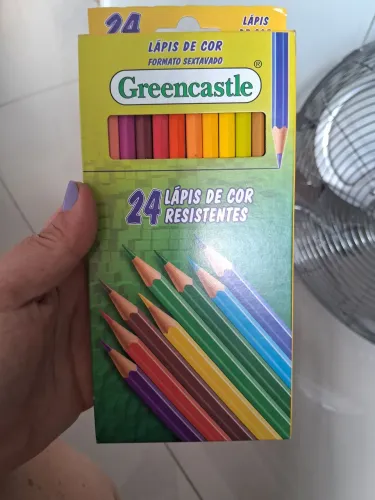 24
LÁPIS
LÁPIS DE COR
FORMATO SEXTAVADO
Greencastle®
24 LÁPIS DE COR
RESISTENTES